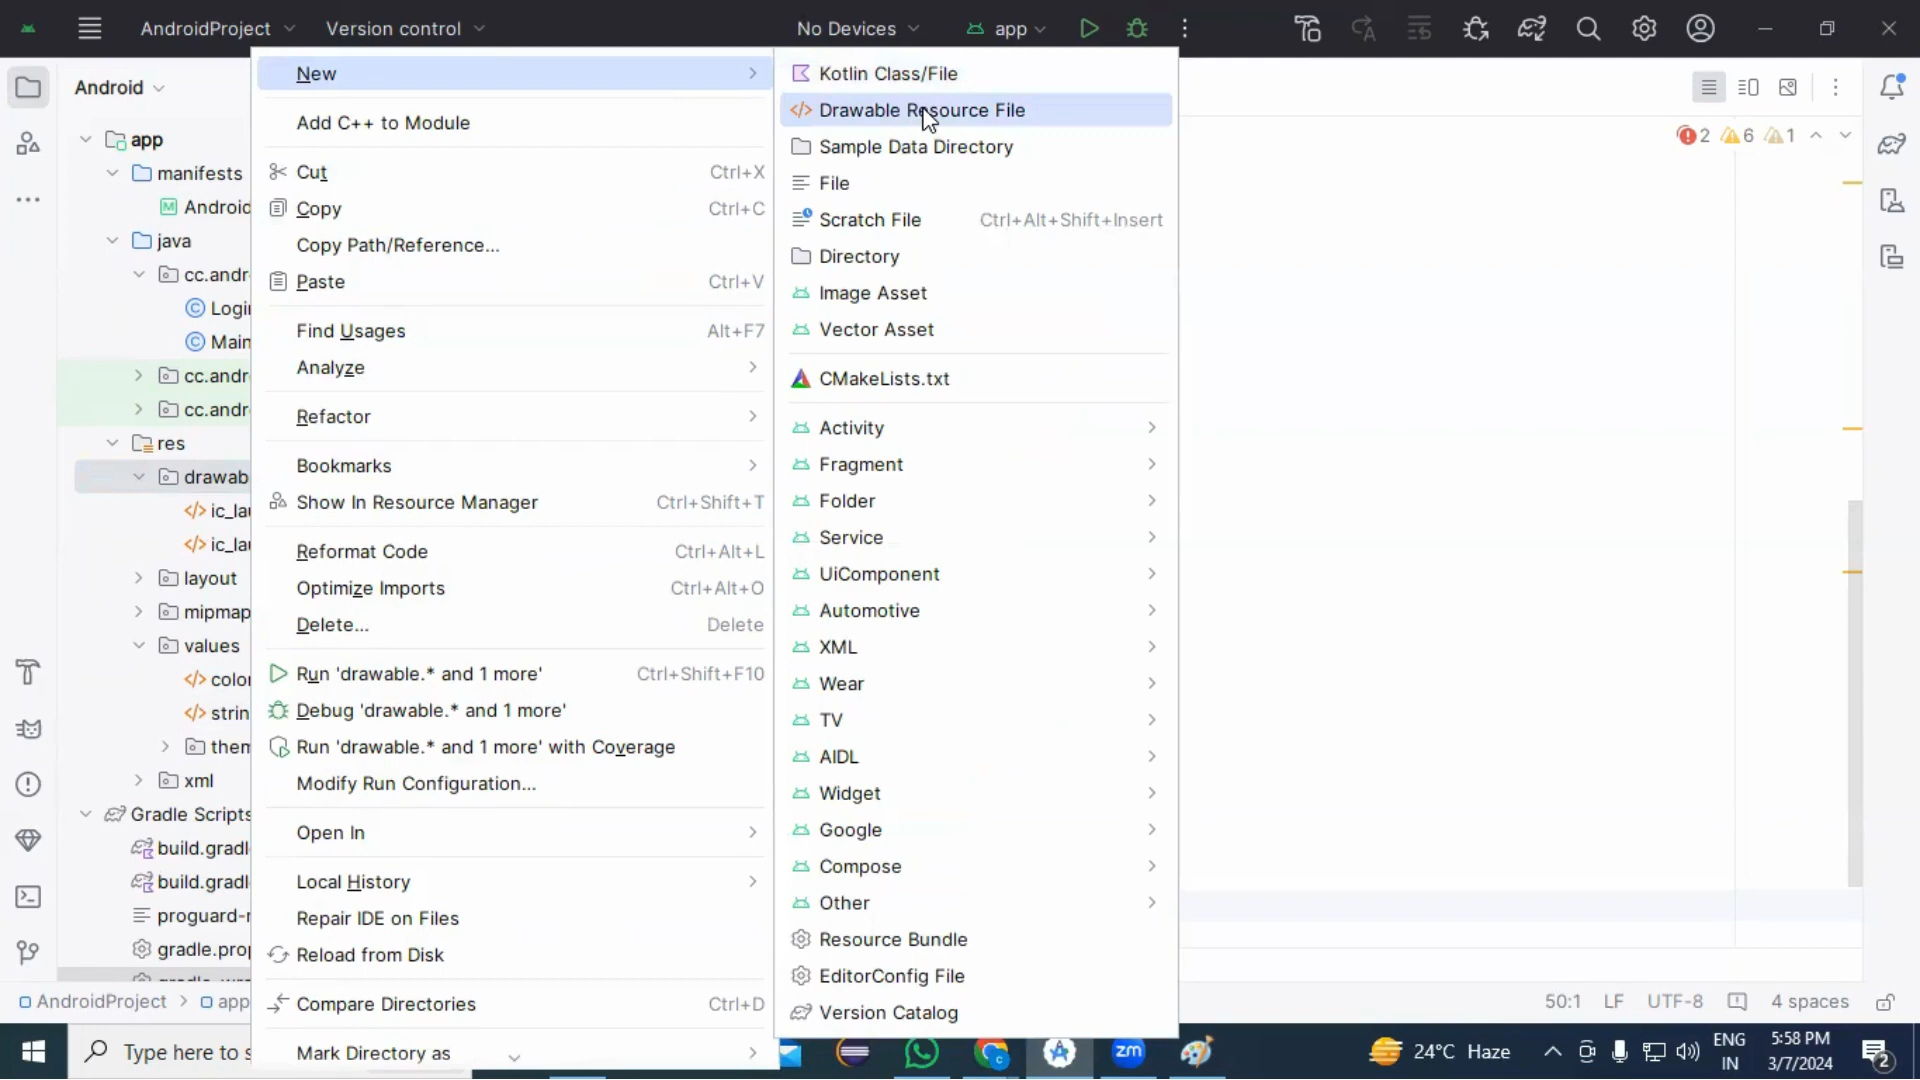 AndroidProject
Version control
No Devices
app
Android
app
manifests
Android
java
cc.andr
Login
Main
cc.andr
cc.andr
res
drawab
ic_lau
ic_lau
layout
mipmap
values
color
strin
them
xml
Gradle Scripts
build.gradl
build.gradl
proguard-r
gradle.prop
New
Add C++ to Module
Cut Ctrl+X
Copy Ctrl+C
Copy Path/Reference...
Paste Ctrl+V
Find Usages Alt+F7
Analyze
Refactor
Bookmarks
Show In Resource Manager Ctrl+Shift+T
Reformat Code Ctrl+Alt+L
Optimize Imports Ctrl+Alt+O
Delete... Delete
Run 'drawable.* and 1 more' Ctrl+Shift+F10
Debug 'drawable.* and 1 more'
Run 'drawable.* and 1 more' with Coverage
Modify Run Configuration...
Open In
Local History
Repair IDE on Files
Reload from Disk
Compare Directories Ctrl+D
Mark Directory as
Kotlin Class/File
Drawable Resource File
Sample Data Directory
File
Scratch File Ctrl+Alt+Shift+Insert
Directory
Image Asset
Vector Asset
CMakeLists.txt
Activity
Fragment
Folder
Service
UiComponent
Automotive
XML
Wear
TV
AIDL
Widget
Google
Compose
Other
Resource Bundle
EditorConfig File
Version Catalog
2 6 1
AndroidProject > app
50:1 LF UTF-8 4 spaces
Type here to s
zm
24°C Haze
ENG
IN
5:58 PM
3/7/2024
2